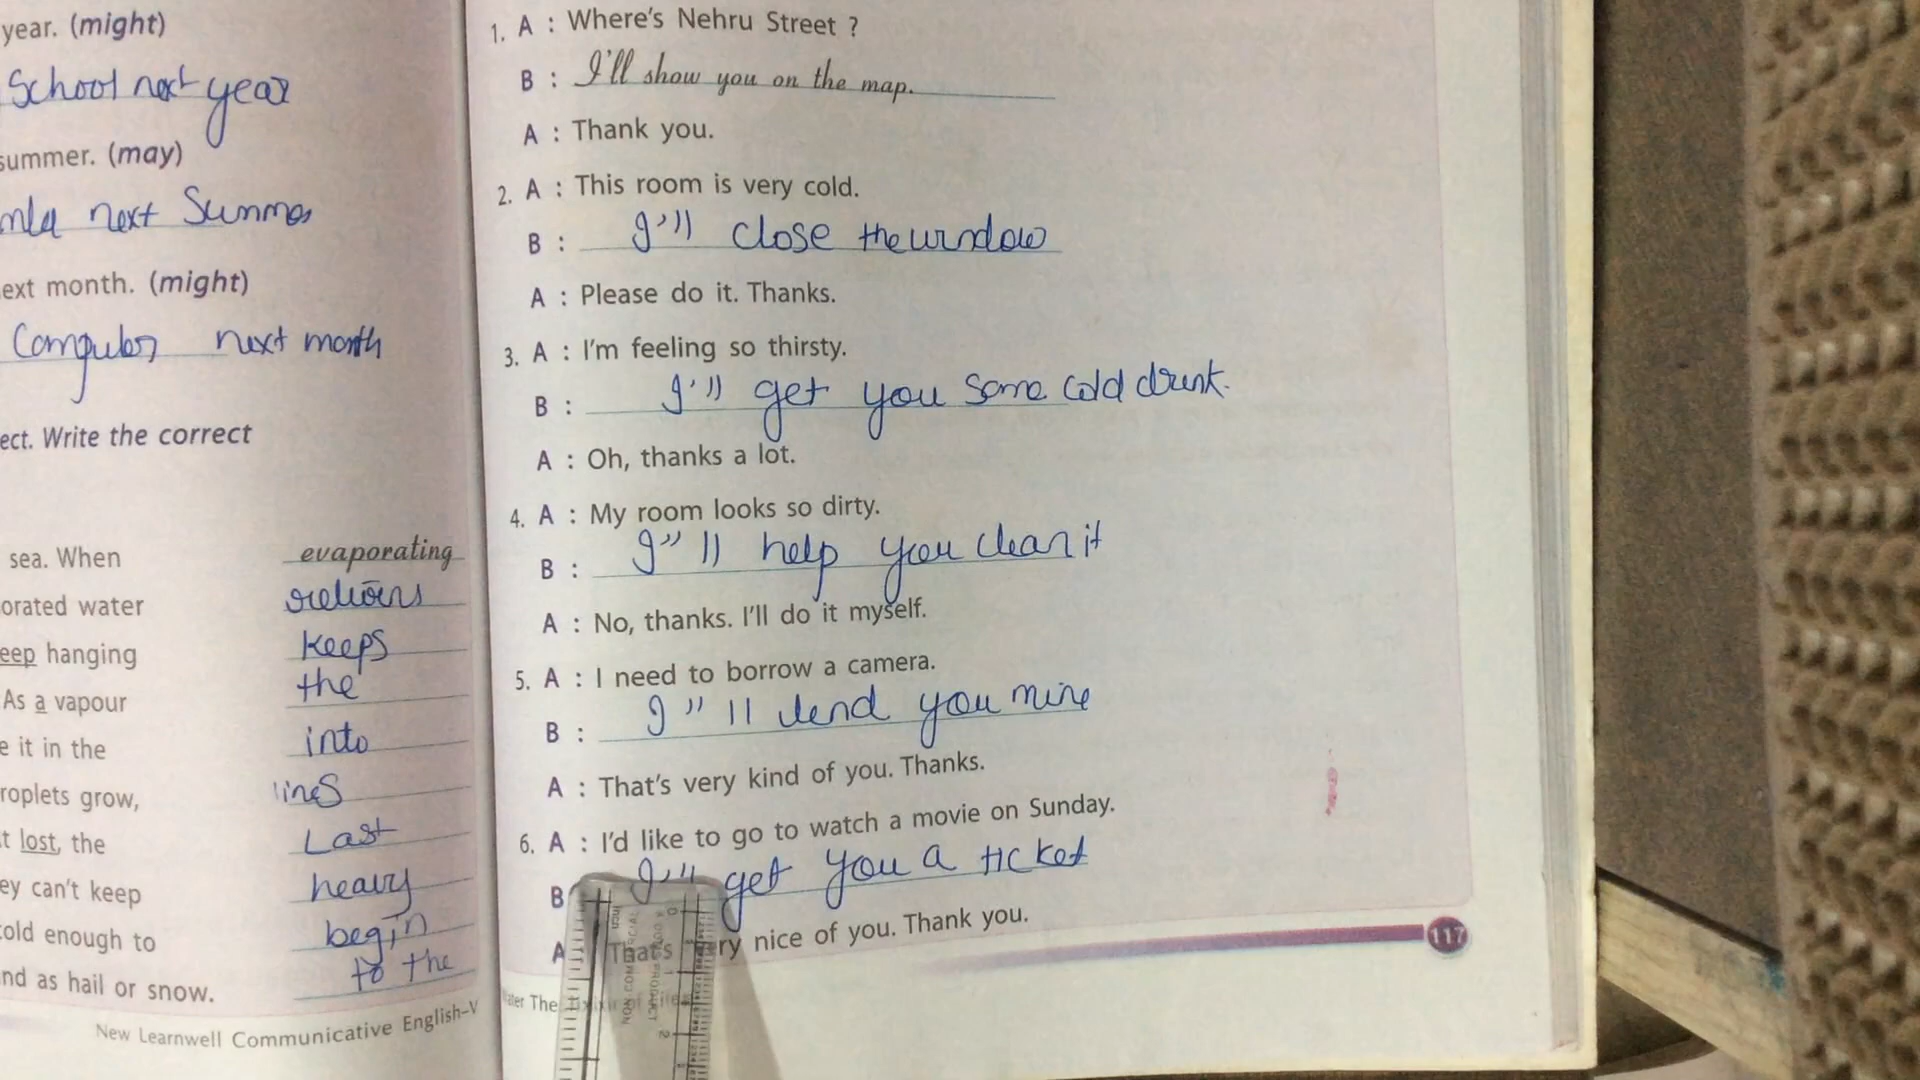 year. (might)
School next year
summer. (may)
next Summer
ext month. (might)
next month
ect. Write the correct
sea. When evaporating
orated water returns
eep hanging keeps
As a vapour the
e it in the into
roplets grow, lines
t lost, the Last
ey can't keep heavy
cold enough to begin
nd as hail or snow. to the
New Learnwell Communicative English–V
1. A : Where's Nehru Street ?
B : I'll show you on the map.
A : Thank you.
2. A : This room is very cold.
B : I'll close the window
A : Please do it. Thanks.
3. A : I'm feeling so thirsty.
B : I'll get you some cold drink.
A : Oh, thanks a lot.
4. A : My room looks so dirty.
B : I"ll help you clean it
A : No, thanks. I'll do it myself.
5. A : I need to borrow a camera.
B : I"ll lend you mine
A : That's very kind of you. Thanks.
6. A : I'd like to go to watch a movie on Sunday.
B I'll get you a ticket
A That's very nice of you. Thank you.
117